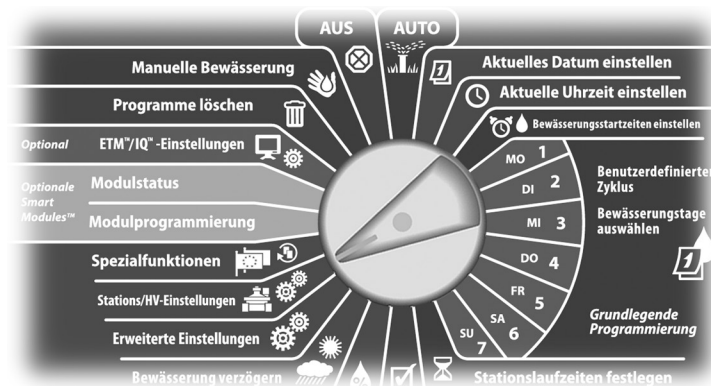 AUS
AUTO
Manuelle Bewässerung
Programme löschen
Optional
ETM™/IQ™ -Einstellungen
Optionale
Smart
Modules™
Modulstatus
Modulprogrammierung
Spezialfunktionen
Stations/HV-Einstellungen
Erweiterte Einstellungen
Bewässerung verzögern
Aktuelles Datum einstellen
Aktuelle Uhrzeit einstellen
Bewässerungsstartzeiten einstellen
MO 1
DI 2
MI 3
DO 4
FR 5
SA 6
SU 7
Benutzerdefinierter
Zyklus
Bewässerungstage
auswählen
1
1
Grundlegende
Programmierung
Stationslaufzeiten festlegen
%